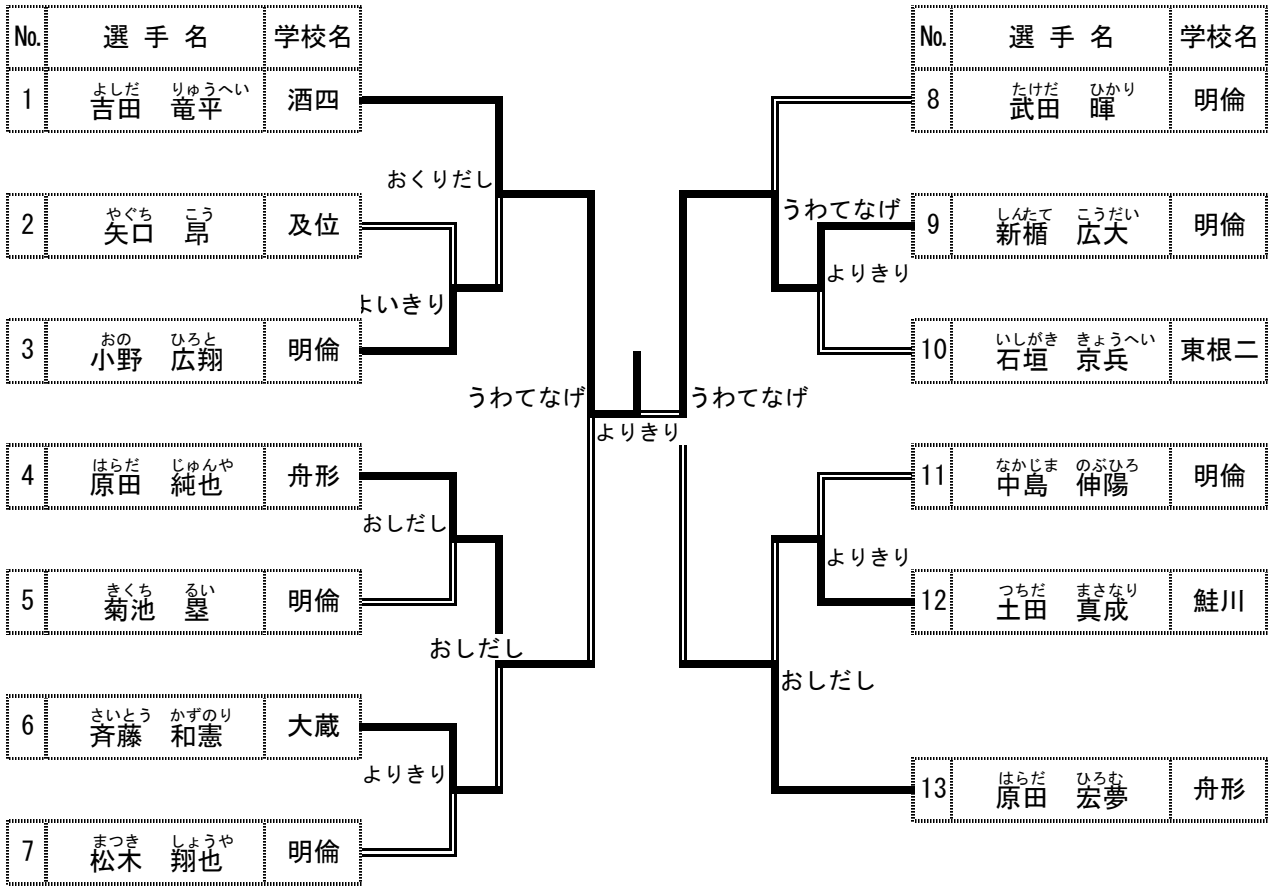 No. 選手名 学校名
よしだ りゅうへい
1 吉田 竜平 酒四
おくりだし
やぐち こう
2 矢口 昂 及位
よいきり
おの ひろと
3 小野 広翔 明倫
うわてなげ
はらだ じゅんや
4 原田 純也 舟形
おしだし
きくち るい
5 菊池 塁 明倫
おしだし
さいとう かずのり
6 斉藤 和憲 大蔵
よりきり
まつき しょうや
7 松木 翔也 明倫
よりきり
No. 選手名 学校名
たけだ ひかり
8 武田 暉 明倫
うわてなげ
しんたて こうだい
9 新楯 広大 明倫
よりきり
いしがき きょうへい
10 石垣 京兵 東根二
うわてなげ
なかじま のぶひろ
11 中島 伸陽 明倫
よりきり
つちだ まさなり
12 土田 真成 鮭川
おしだし
はらだ ひろむ
13 原田 宏夢 舟形